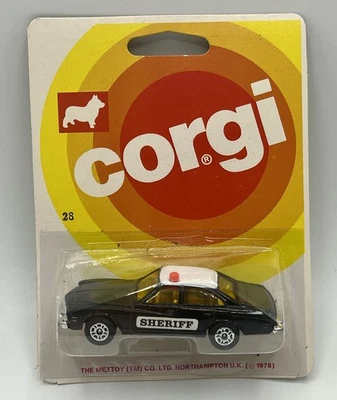 corgi
®
28
SHERIFF
THE METTOY (TM) CO. LTD. NORTHAMPTON U.K. (© 1978)